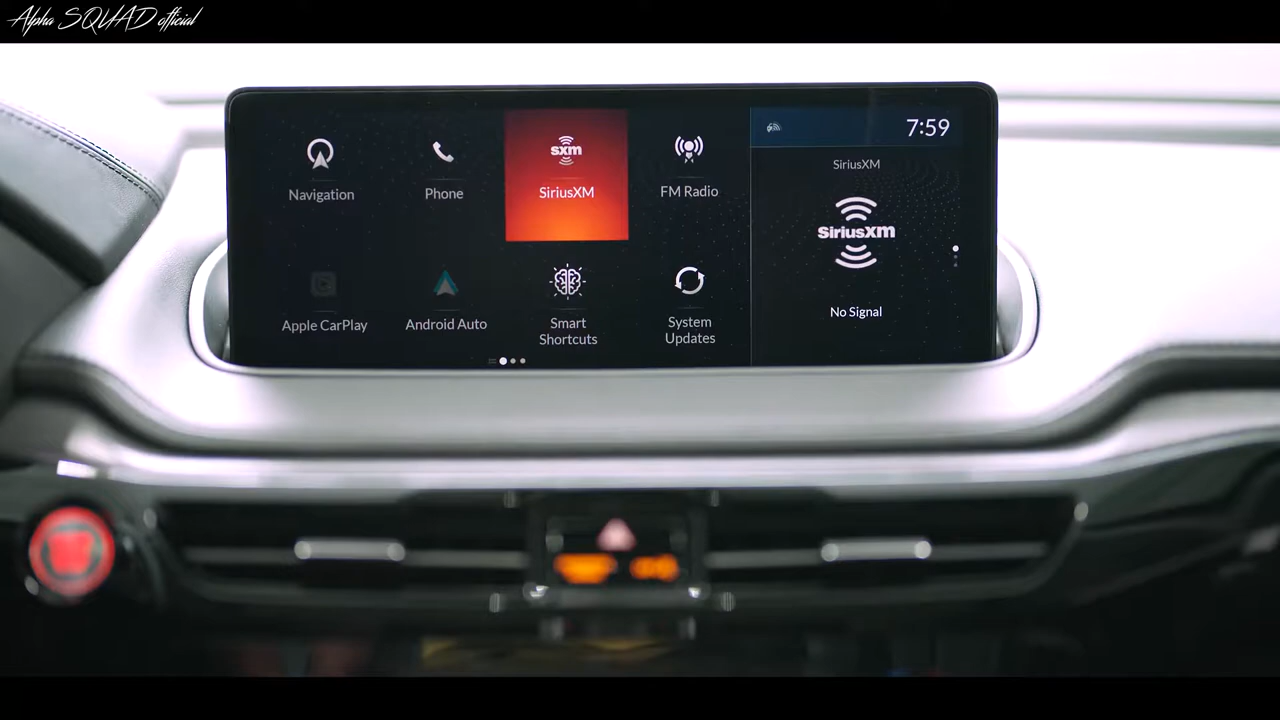 Alpha SQUAD official
Navigation
Phone
sxm
SiriusXM
FM Radio
Apple CarPlay
Android Auto
Smart
Shortcuts
System
Updates
7:59
SiriusXM
SiriusXM
No Signal